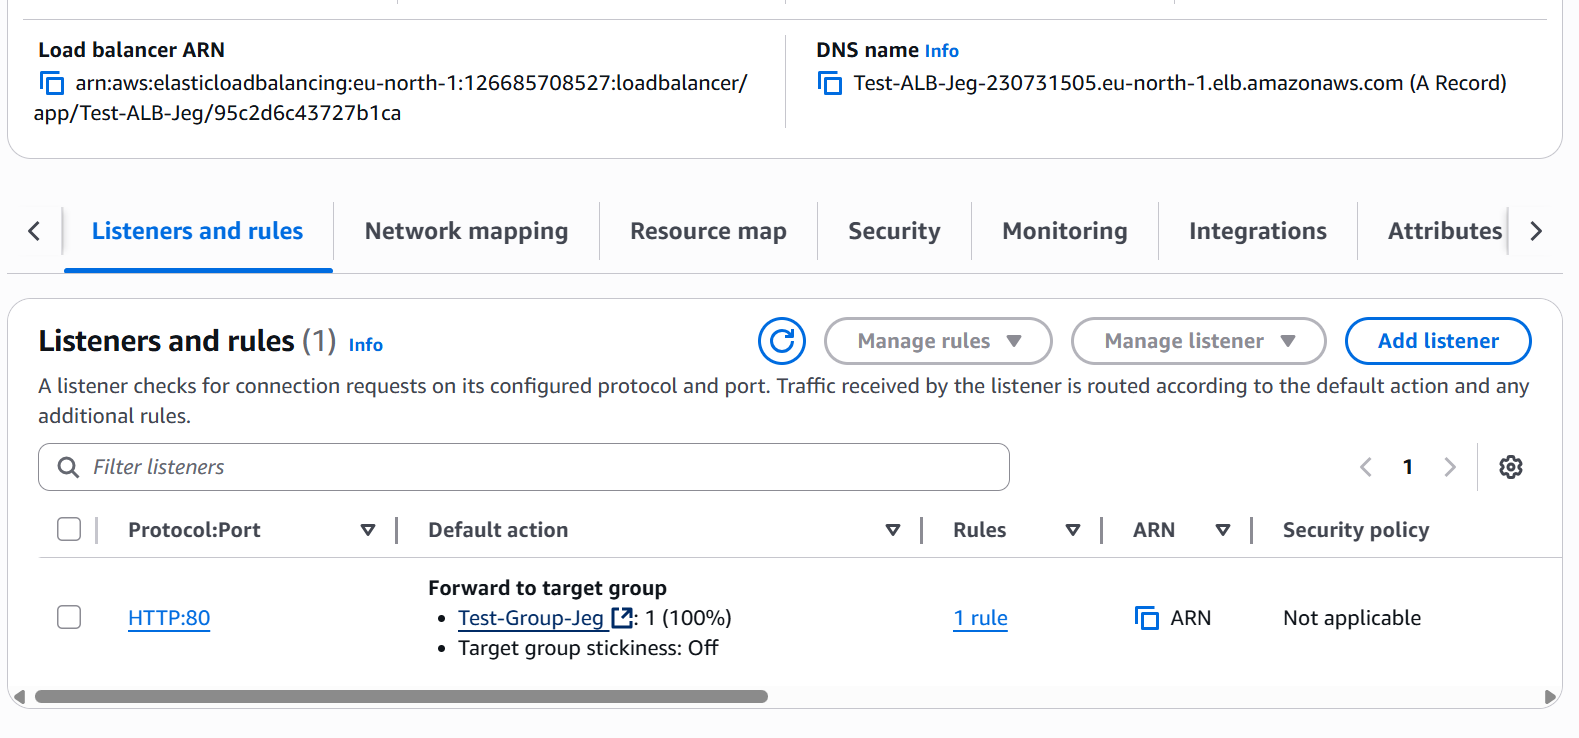 Load balancer ARN
arn:aws:elasticloadbalancing:eu-north-1:126685708527:loadbalancer/
app/Test-ALB-Jeg/95c2d6c43727b1ca
DNS name Info
Test-ALB-Jeg-230731505.eu-north-1.elb.amazonaws.com (A Record)
Listeners and rules
Network mapping
Resource map
Security
Monitoring
Integrations
Attributes
Listeners and rules (1) Info
Manage rules
Manage listener
Add listener
A listener checks for connection requests on its configured protocol and port. Traffic received by the listener is routed according to the default action and any
additional rules.
Filter listeners
1
Protocol:Port
Default action
Rules
ARN
Security policy
HTTP:80
Forward to target group
• Test-Group-Jeg : 1 (100%)
• Target group stickiness: Off
1 rule
ARN
Not applicable